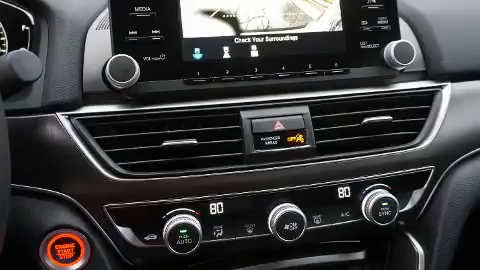 MEDIA
Check Your Surroundings
VOL
1 2 3 4 5 6
PASSENGER
AIRBAG
OFF
80
80
AUTO
A/C
SYNC
ENGINE
START
STOP